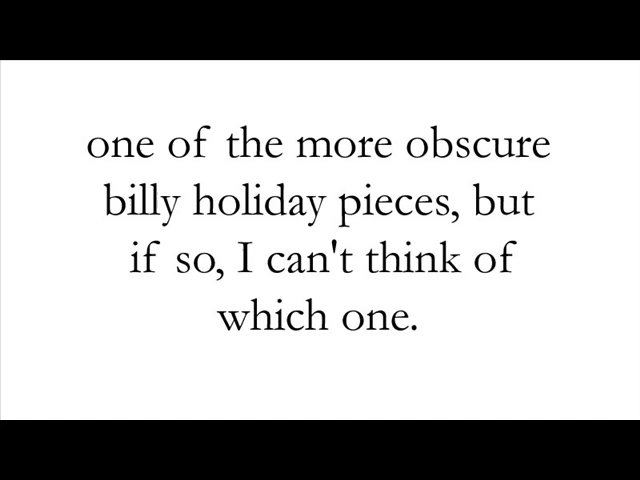 one of the more obscure
billy holiday pieces, but
if so, I can't think of
which one.